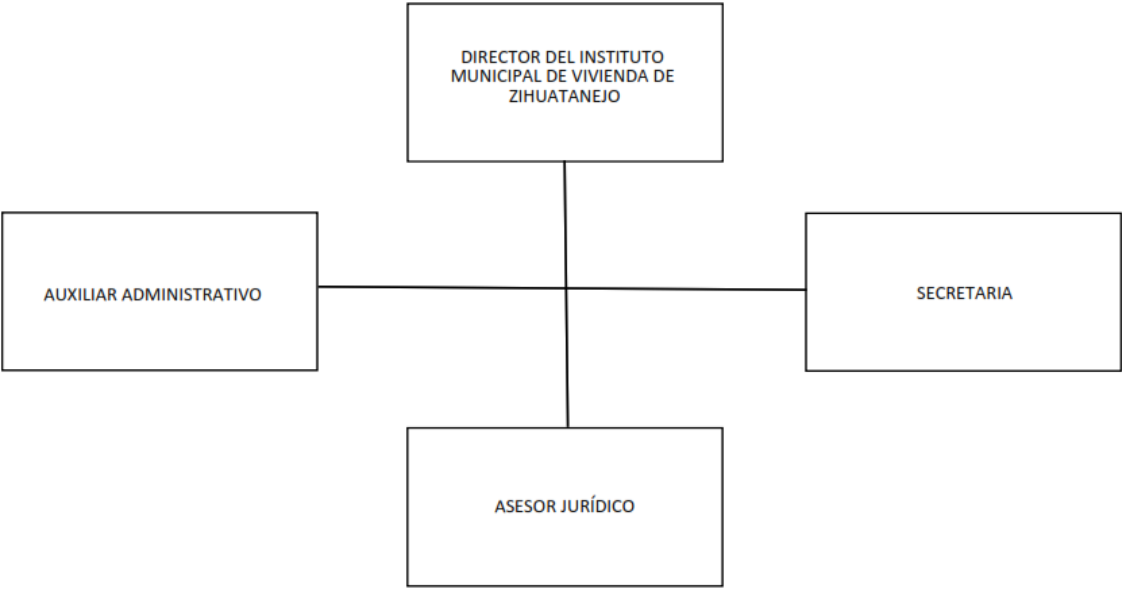 DIRECTOR DEL INSTITUTO
MUNICIPAL DE VIVIENDA DE
ZIHUATANEJO
AUXILIAR ADMINISTRATIVO
SECRETARIA
ASESOR JURÍDICO